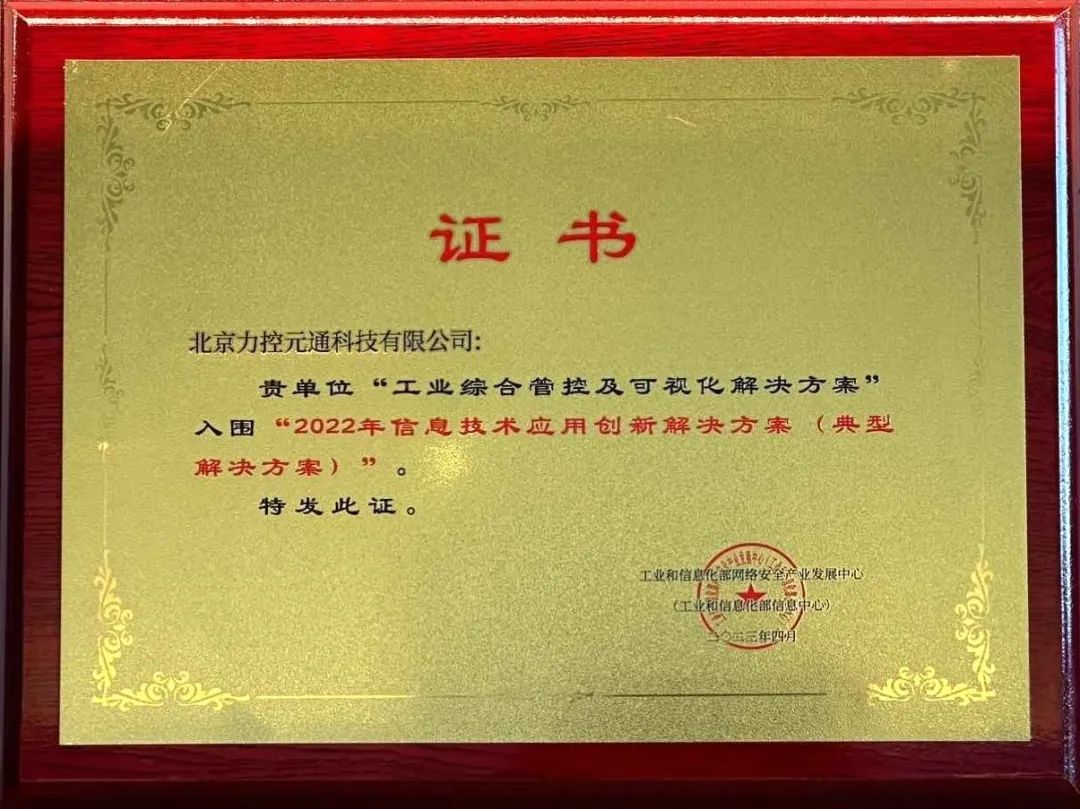 证书
北京力控元通科技有限公司:
贵单位“工业综合管控及可视化解决方案”
入围“2022年信息技术应用创新解决方案（典型
解决方案）”。
特发此证。
工业和信息化部网络安全产业发展中心
（工业和信息化部信息中心）
二〇二三年四月